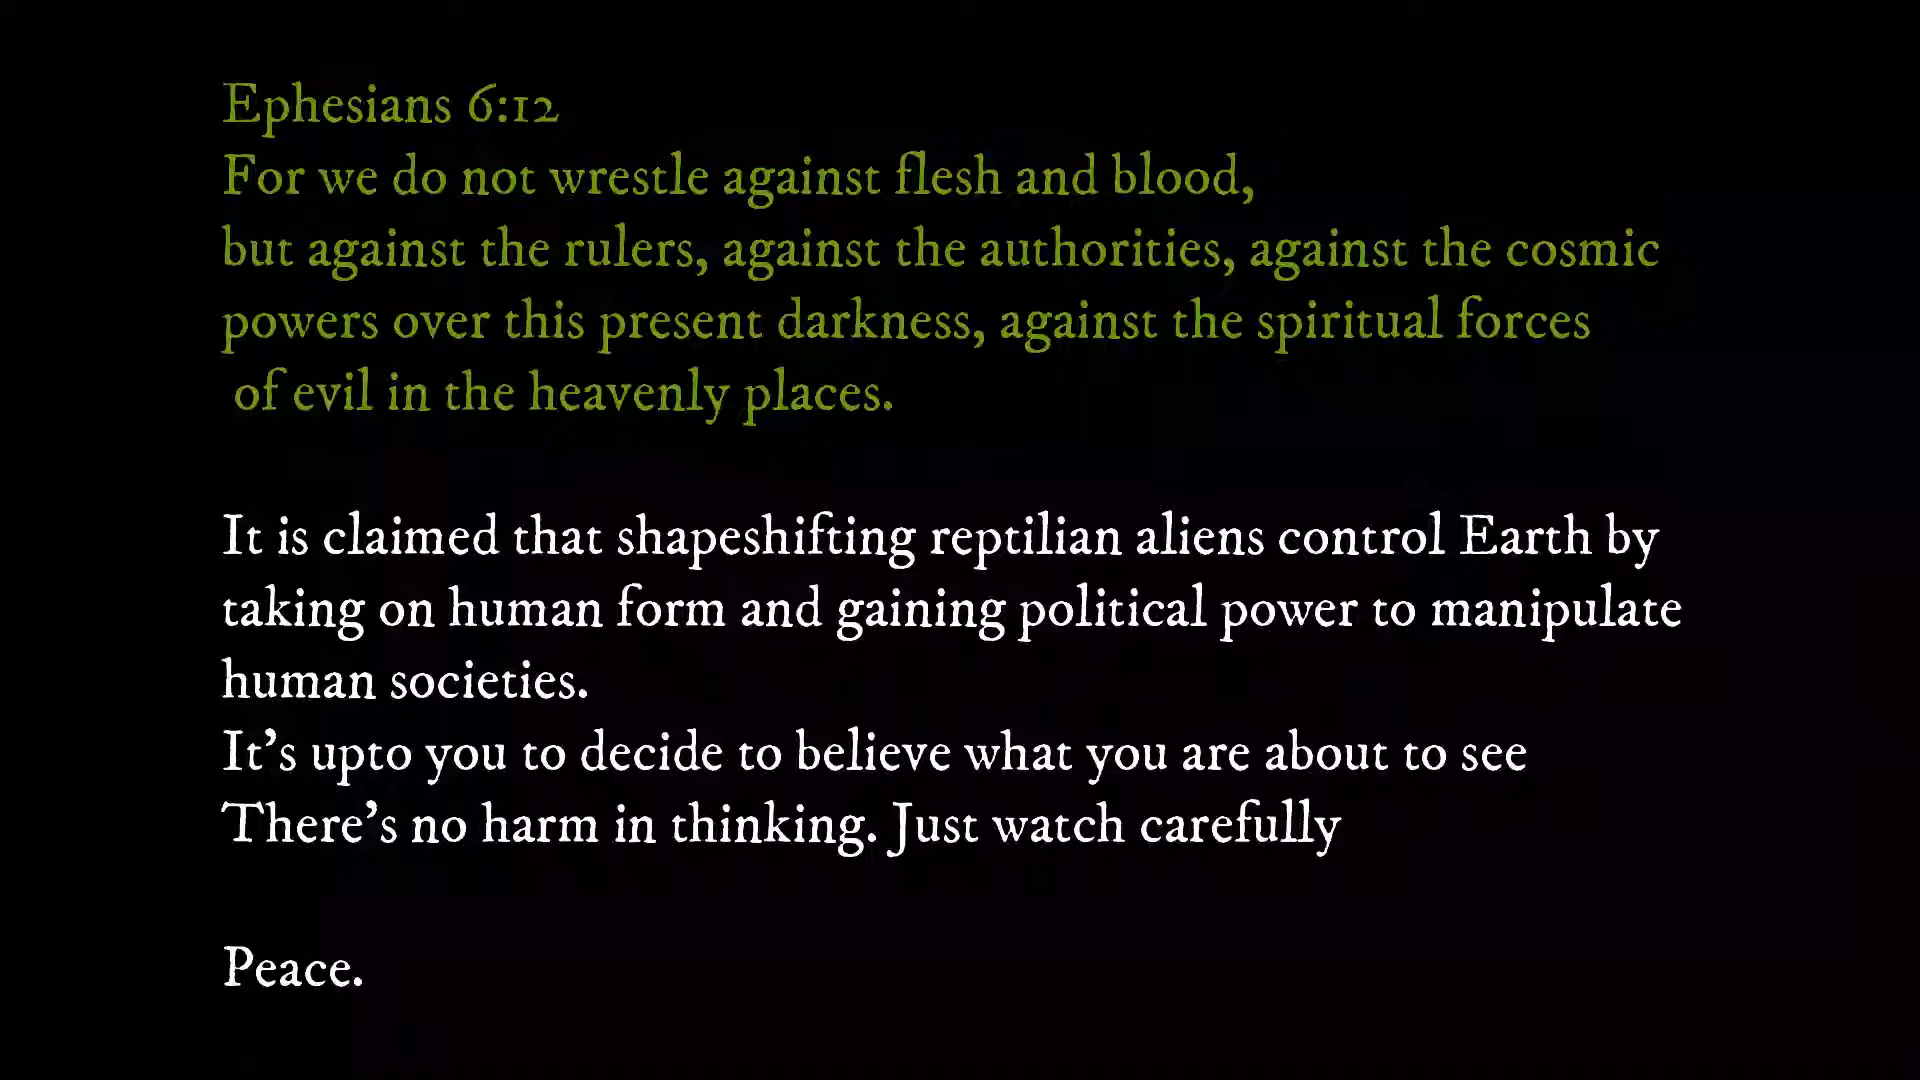 Ephesians 6:12
For we do not wrestle against flesh and blood,
but against the rulers, against the authorities, against the cosmic
powers over this present darkness, against the spiritual forces
of evil in the heavenly places.
It is claimed that shapeshifting reptilian aliens control Earth by
taking on human form and gaining political power to manipulate
human societies.
It's upto you to decide to believe what you are about to see
There's no harm in thinking. Just watch carefully
Peace.